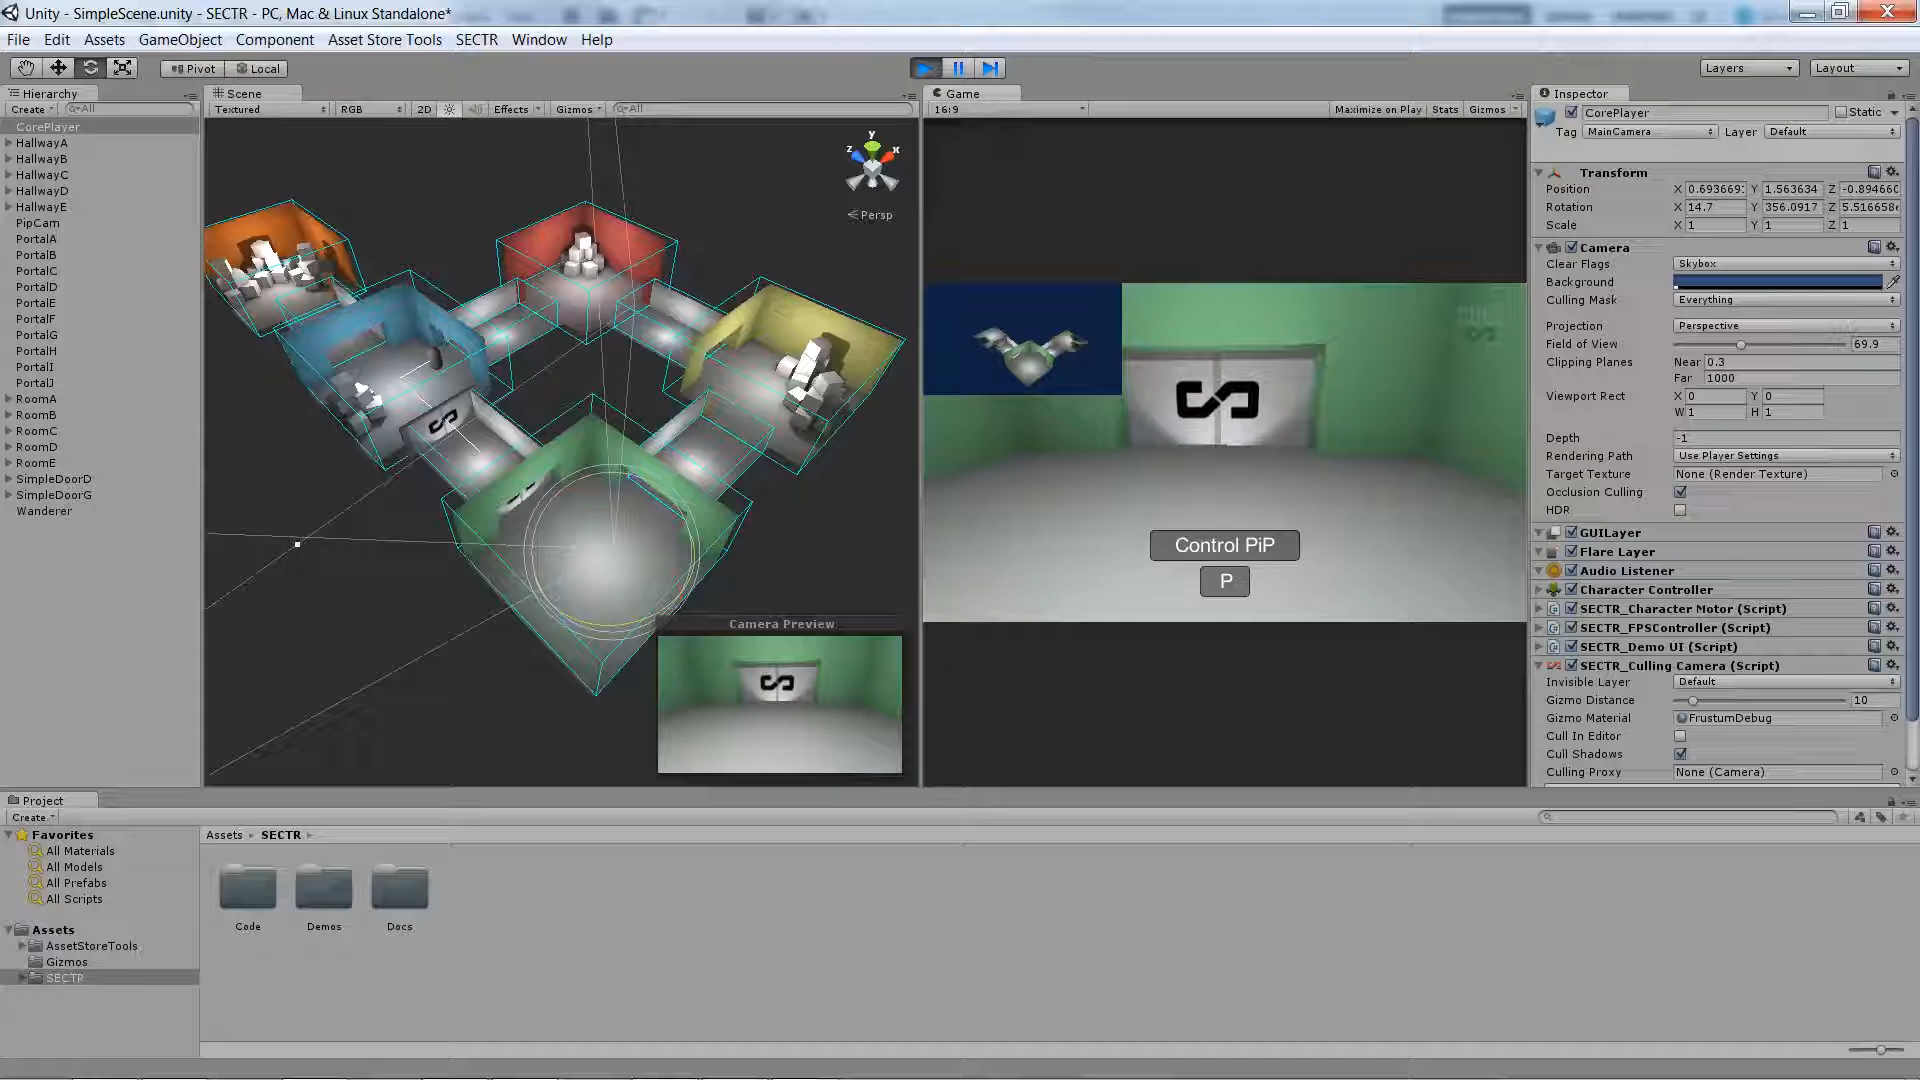 Unity - SimpleScene.unity - SECTR - PC, Mac & Linux Standalone*
File Edit Assets GameObject Component Asset Store Tools SECTR Window Help
Pivot Local Layers Layout
Hierarchy
Create All
CorePlayer
HallwayA
HallwayB
HallwayC
HallwayD
HallwayE
PipCam
PortalA
PortalB
PortalC
PortalD
PortalE
PortalF
PortalG
PortalH
PortalI
PortalJ
RoomA
RoomB
RoomC
RoomD
RoomE
SimpleDoorD
SimpleDoorG
Wanderer
Scene
Textured RGB 2D Effects Gizmos All
y
z x
Persp
Camera Preview
Game
16:9 Maximize on Play Stats Gizmos
Control PiP
P
Inspector
CorePlayer Static
Tag MainCamera Layer Default
Transform
Position X 0.693669 Y 1.563634 Z -0.894660
Rotation X 14.7 Y 356.0917 Z 5.516658
Scale X 1 Y 1 Z 1
Camera
Clear Flags Skybox
Background
Culling Mask Everything
Projection Perspective
Field of View 69.9
Clipping Planes Near 0.3
Far 1000
Viewport Rect X 0 Y 0
W 1 H 1
Depth -1
Rendering Path Use Player Settings
Target Texture None (Render Texture)
Occlusion Culling
HDR
GUILayer
Flare Layer
Audio Listener
Character Controller
SECTR_Character Motor (Script)
SECTR_FPSController (Script)
SECTR_Demo UI (Script)
SECTR_Culling Camera (Script)
Invisible Layer Default
Gizmo Distance 10
Gizmo Material FrustumDebug
Cull In Editor
Cull Shadows
Culling Proxy None (Camera)
Project
Create
Favorites
All Materials
All Models
All Prefabs
All Scripts
Assets
AssetStoreTools
Gizmos
SECTR
Assets SECTR
Code Demos Docs